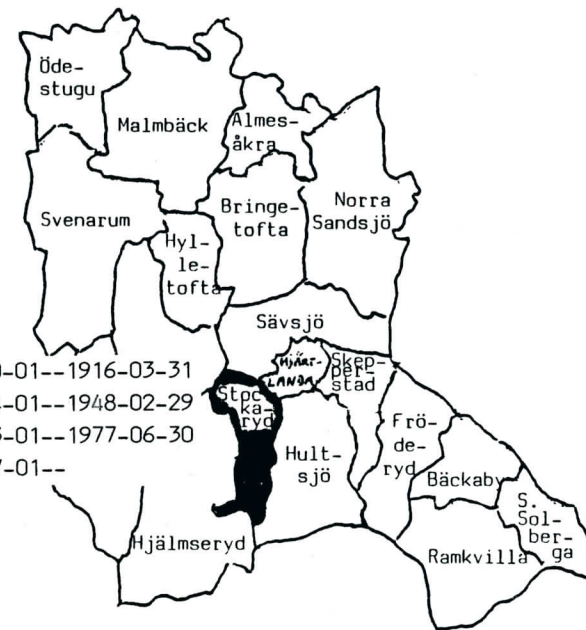 Öde-
stugu
Malmbäck
Almes-
åkra
Svenarum
Bringe-
tofta
Norra
Sandsjö
Hyl-
le-
tofta
Sävsjö
HJÄRT-
LANDA
Skep-
per-
stad
-01--1916-03-31
-01--1948-02-29
-01--1977-06-30
-01--
Stoc-
ka-
ryd
Frö-
de-
ryd
Hult-
sjö
Bäckaby
S.
Sol-
ber-
ga
Hjälmseryd
Ramkvilla